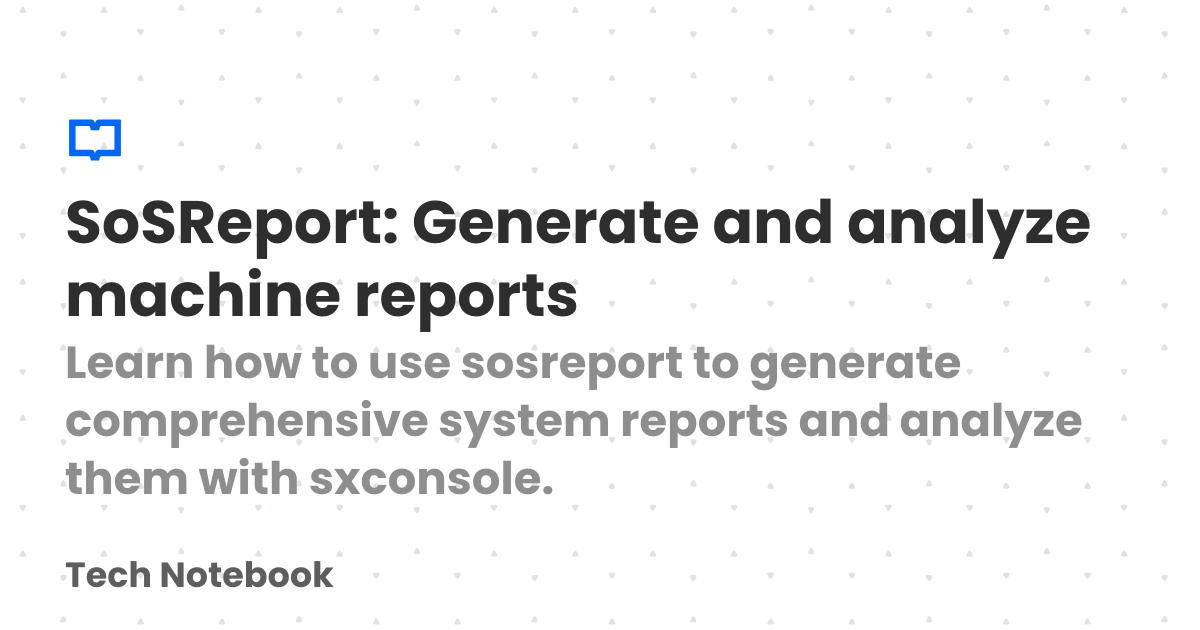 SoSReport: Generate and analyze
machine reports
Learn how to use sosreport to generate
comprehensive system reports and analyze
them with sxconsole.
Tech Notebook